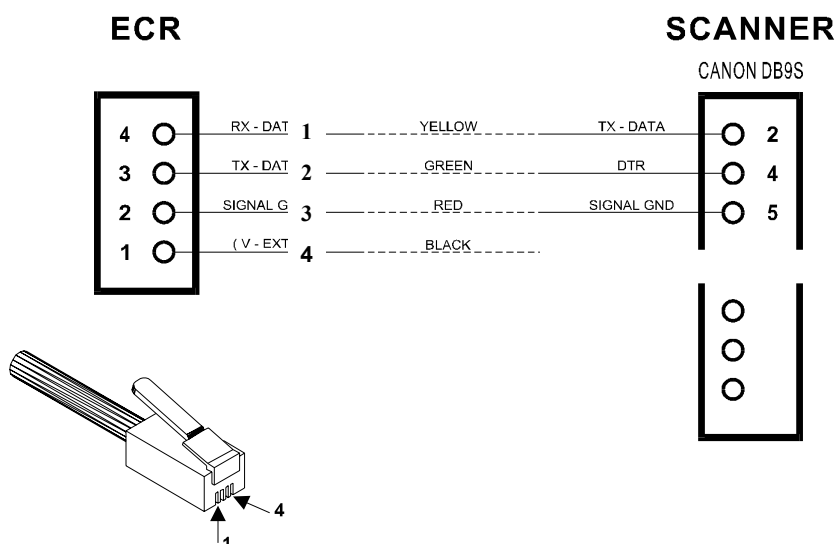 ECR SCANNER
CANON DB9S
4 RX - DAT 1 YELLOW TX - DATA 2
3 TX - DAT 2 GREEN DTR 4
2 SIGNAL G 3 RED SIGNAL GND 5
1 ( V - EXT 4 BLACK
4
1